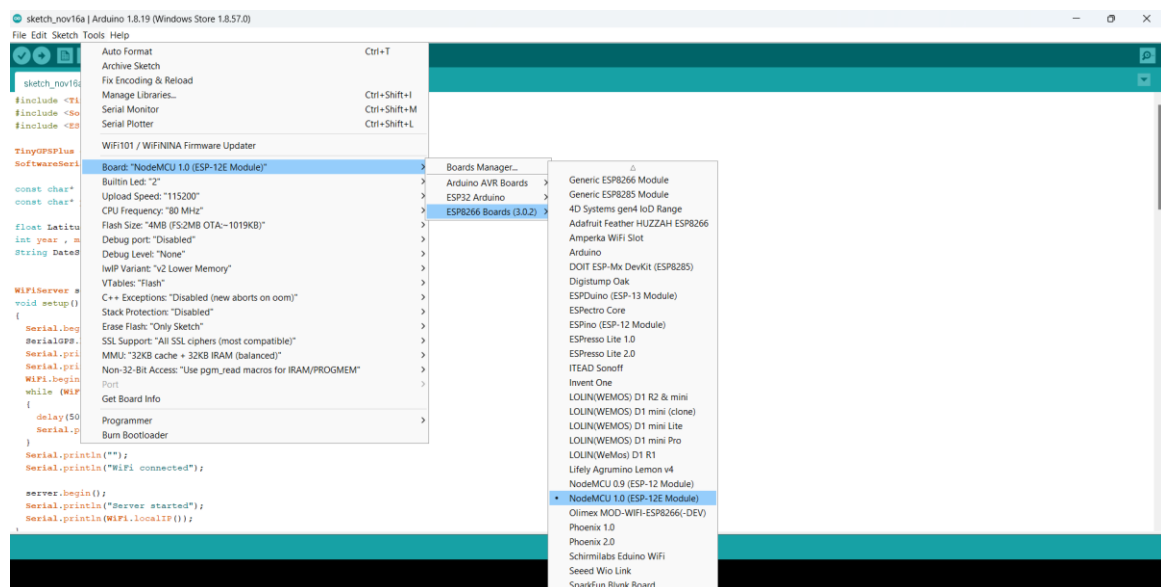 sketch_nov16a | Arduino 1.8.19 (Windows Store 1.8.57.0)
File Edit Sketch Tools Help
sketch_nov16a
#include <Ti
#include <So
#include <ES
TinyGPSPlus
SoftwareSeri
const char*
const char*
float Latitu
int year , m
String DateS
WiFiServer s
void setup()
{
Serial.beg
SerialGPS.
Serial.pri
Serial.pri
WiFi.begin
while (WiF
{
delay(50
Serial.p
}
Serial.println("");
Serial.println("WiFi connected");
server.begin();
Serial.println("Server started");
Serial.println(WiFi.localIP());
Auto Format Ctrl+T
Archive Sketch
Fix Encoding & Reload
Manage Libraries... Ctrl+Shift+I
Serial Monitor Ctrl+Shift+M
Serial Plotter Ctrl+Shift+L
WiFi101 / WiFiNINA Firmware Updater
Board: "NodeMCU 1.0 (ESP-12E Module)"
Builtin Led: "2"
Upload Speed: "115200"
CPU Frequency: "80 MHz"
Flash Size: "4MB (FS:2MB OTA:~1019KB)"
Debug port: "Disabled"
Debug Level: "None"
lwIP Variant: "v2 Lower Memory"
VTables: "Flash"
C++ Exceptions: "Disabled (new aborts on oom)"
Stack Protection: "Disabled"
Erase Flash: "Only Sketch"
SSL Support: "All SSL ciphers (most compatible)"
MMU: "32KB cache + 32KB IRAM (balanced)"
Non-32-Bit Access: "Use pgm_read macros for IRAM/PROGMEM"
Port
Get Board Info
Programmer
Burn Bootloader
Boards Manager...
Arduino AVR Boards
ESP32 Arduino
ESP8266 Boards (3.0.2)
Generic ESP8266 Module
Generic ESP8285 Module
4D Systems gen4 IoD Range
Adafruit Feather HUZZAH ESP8266
Amperka WiFi Slot
Arduino
DOIT ESP-Mx DevKit (ESP8285)
Digistump Oak
ESPDuino (ESP-13 Module)
ESPectro Core
ESPino (ESP-12 Module)
ESPresso Lite 1.0
ESPresso Lite 2.0
ITEAD Sonoff
Invent One
LOLIN(WEMOS) D1 R2 & mini
LOLIN(WEMOS) D1 mini (clone)
LOLIN(WEMOS) D1 mini Lite
LOLIN(WEMOS) D1 mini Pro
LOLIN(WeMos) D1 R1
Lifely Agrumino Lemon v4
NodeMCU 0.9 (ESP-12 Module)
NodeMCU 1.0 (ESP-12E Module)
Olimex MOD-WIFI-ESP8266(-DEV)
Phoenix 1.0
Phoenix 2.0
Schirmilabs Eduino WiFi
Seeed Wio Link
SparkFun Blynk Board